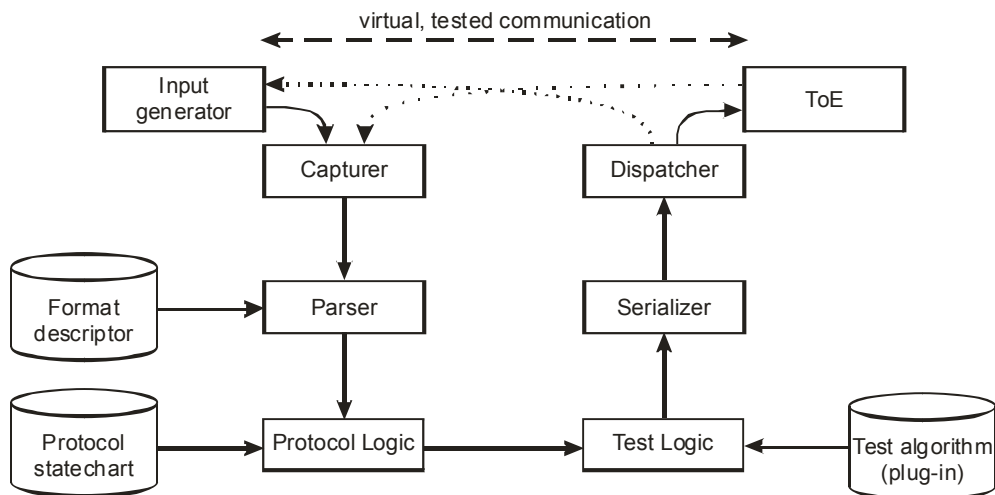 virtual, tested communication
Input
generator
ToE
Capturer
Dispatcher
Format
descriptor
Parser
Serializer
Protocol
statechart
Protocol Logic
Test Logic
Test algorithm
(plug-in)